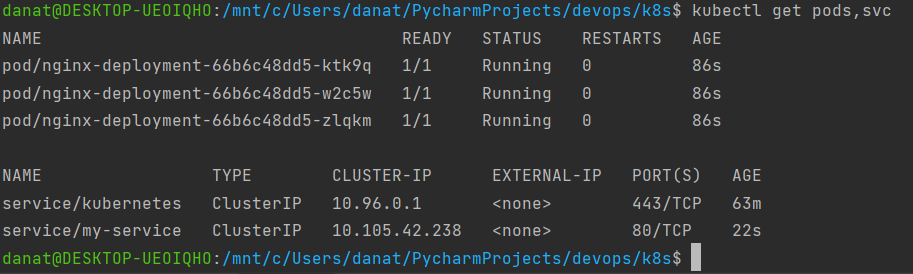 danat@DESKTOP-UEOIQHO:/mnt/c/Users/danat/PycharmProjects/devops/k8s$ kubectl get pods,svc
NAME                                    READY   STATUS    RESTARTS   AGE
pod/nginx-deployment-66b6c48dd5-ktk9q   1/1     Running   0          86s
pod/nginx-deployment-66b6c48dd5-w2c5w   1/1     Running   0          86s
pod/nginx-deployment-66b6c48dd5-zlqkm   1/1     Running   0          86s
NAME                 TYPE        CLUSTER-IP      EXTERNAL-IP   PORT(S)   AGE
service/kubernetes   ClusterIP   10.96.0.1       <none>        443/TCP   63m
service/my-service   ClusterIP   10.105.42.238   <none>        80/TCP    22s
danat@DESKTOP-UEOIQHO:/mnt/c/Users/danat/PycharmProjects/devops/k8s$